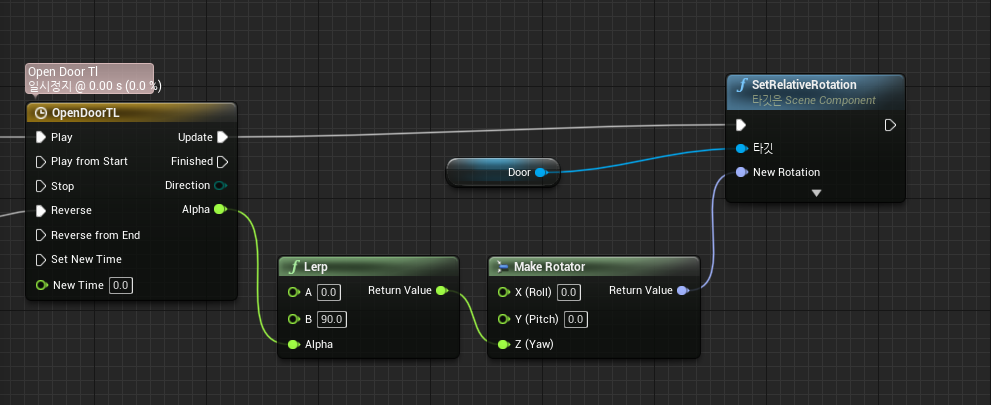 Open Door Tl
일시정지 @ 0.00 s (0.0 %)
OpenDoorTL
Play
Update
Play from Start
Finished
Stop
Direction
Reverse
Alpha
Reverse from End
Set New Time
New Time 0.0
Door
SetRelativeRotation
타깃은 Scene Component
타깃
New Rotation
Lerp
A 0.0
Return Value
B 90.0
Alpha
Make Rotator
X (Roll) 0.0
Return Value
Y (Pitch) 0.0
Z (Yaw)